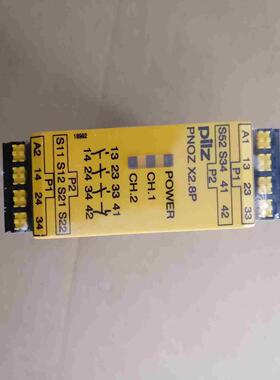 A1 13 23 33
P1
S52 S34 41 42
P2
pilz
PNOZ X2.8P
POWER
CH.1
CH.2
13 23 33 41
14 24 34 42
18992
P2
S11 S12 S21 S22
P1
A2 14 24 34